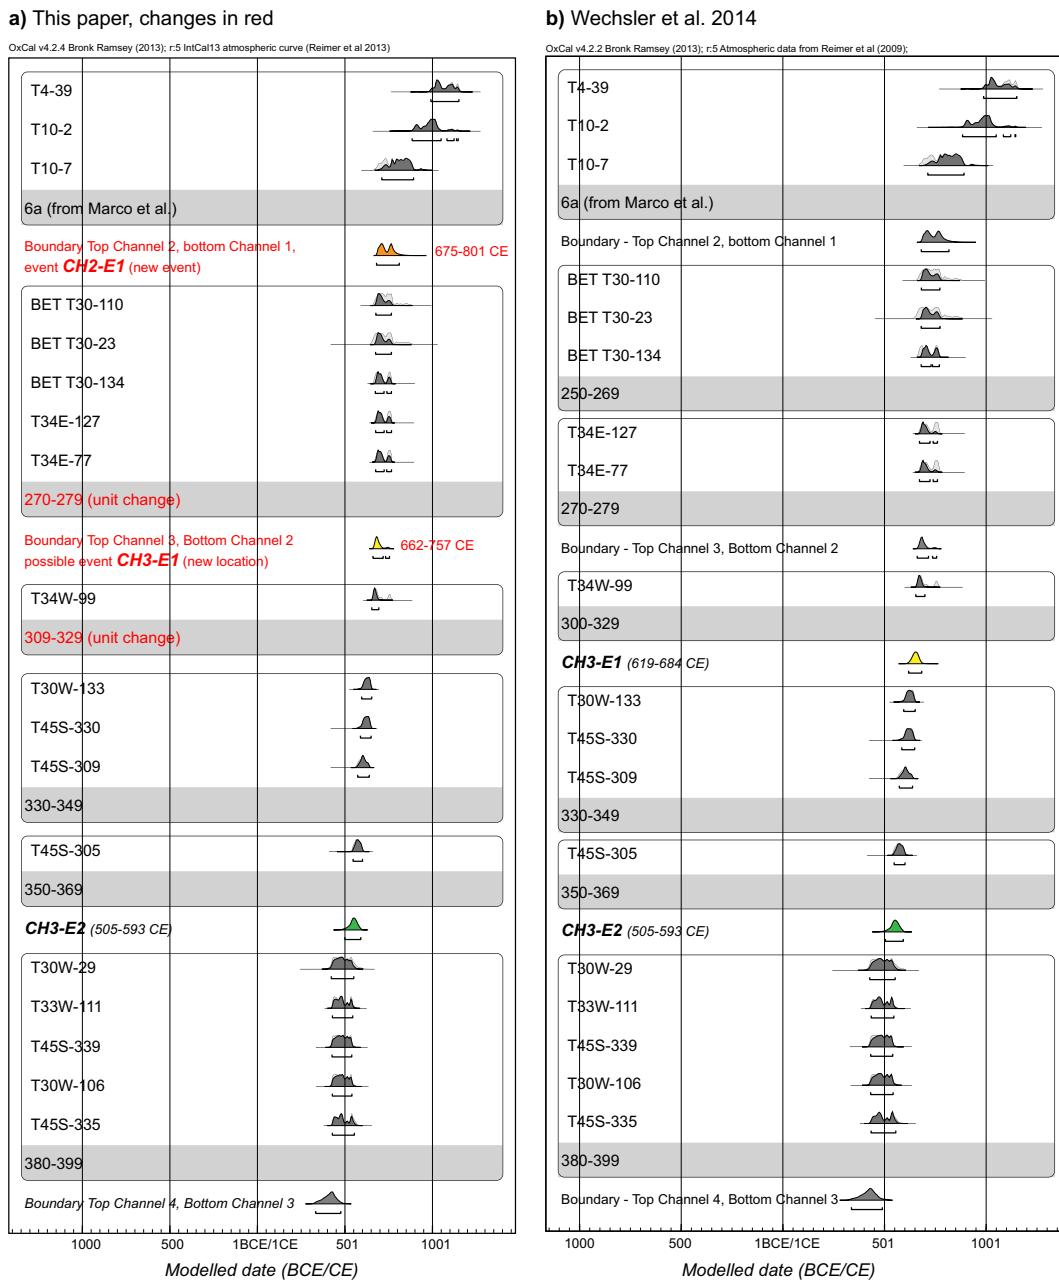 a) This paper, changes in red
OxCal v4.2.4 Bronk Ramsey (2013); r:5 IntCal13 atmospheric curve (Reimer et al 2013)
T4-39
T10-2
T10-7
6a (from Marco et al.)
Boundary Top Channel 2, bottom Channel 1,
event CH2-E1 (new event)
675-801 CE
BET T30-110
BET T30-23
BET T30-134
T34E-127
T34E-77
270-279 (unit change)
Boundary Top Channel 3, Bottom Channel 2
possible event CH3-E1 (new location)
662-757 CE
T34W-99
309-329 (unit change)
T30W-133
T45S-330
T45S-309
330-349
T45S-305
350-369
CH3-E2 (505-593 CE)
T30W-29
T33W-111
T45S-339
T30W-106
T45S-335
380-399
Boundary Top Channel 4, Bottom Channel 3
1000 500 1BCE/1CE 501 1001
Modelled date (BCE/CE)
b) Wechsler et al. 2014
OxCal v4.2.2 Bronk Ramsey (2013); r:5 Atmospheric data from Reimer et al (2009);
T4-39
T10-2
T10-7
6a (from Marco et al.)
Boundary - Top Channel 2, bottom Channel 1
BET T30-110
BET T30-23
BET T30-134
250-269
T34E-127
T34E-77
270-279
Boundary - Top Channel 3, Bottom Channel 2
T34W-99
300-329
CH3-E1 (619-684 CE)
T30W-133
T45S-330
T45S-309
330-349
T45S-305
350-369
CH3-E2 (505-593 CE)
T30W-29
T33W-111
T45S-339
T30W-106
T45S-335
380-399
Boundary - Top Channel 4, Bottom Channel 3
1000 500 1BCE/1CE 501 1001
Modelled date (BCE/CE)